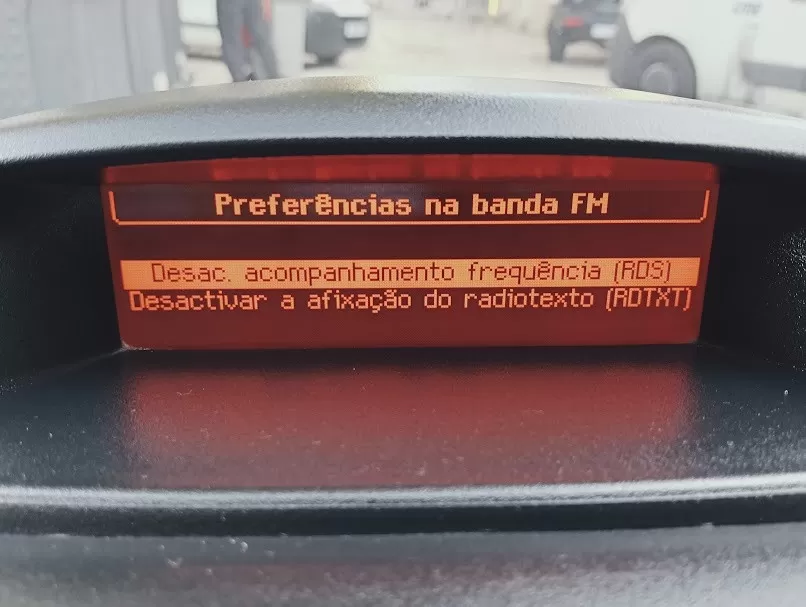 Preferências na banda FM
Desac. acompanhamento frequência (RDS)
Desactivar a afixação do radiotexto (RDTXT)